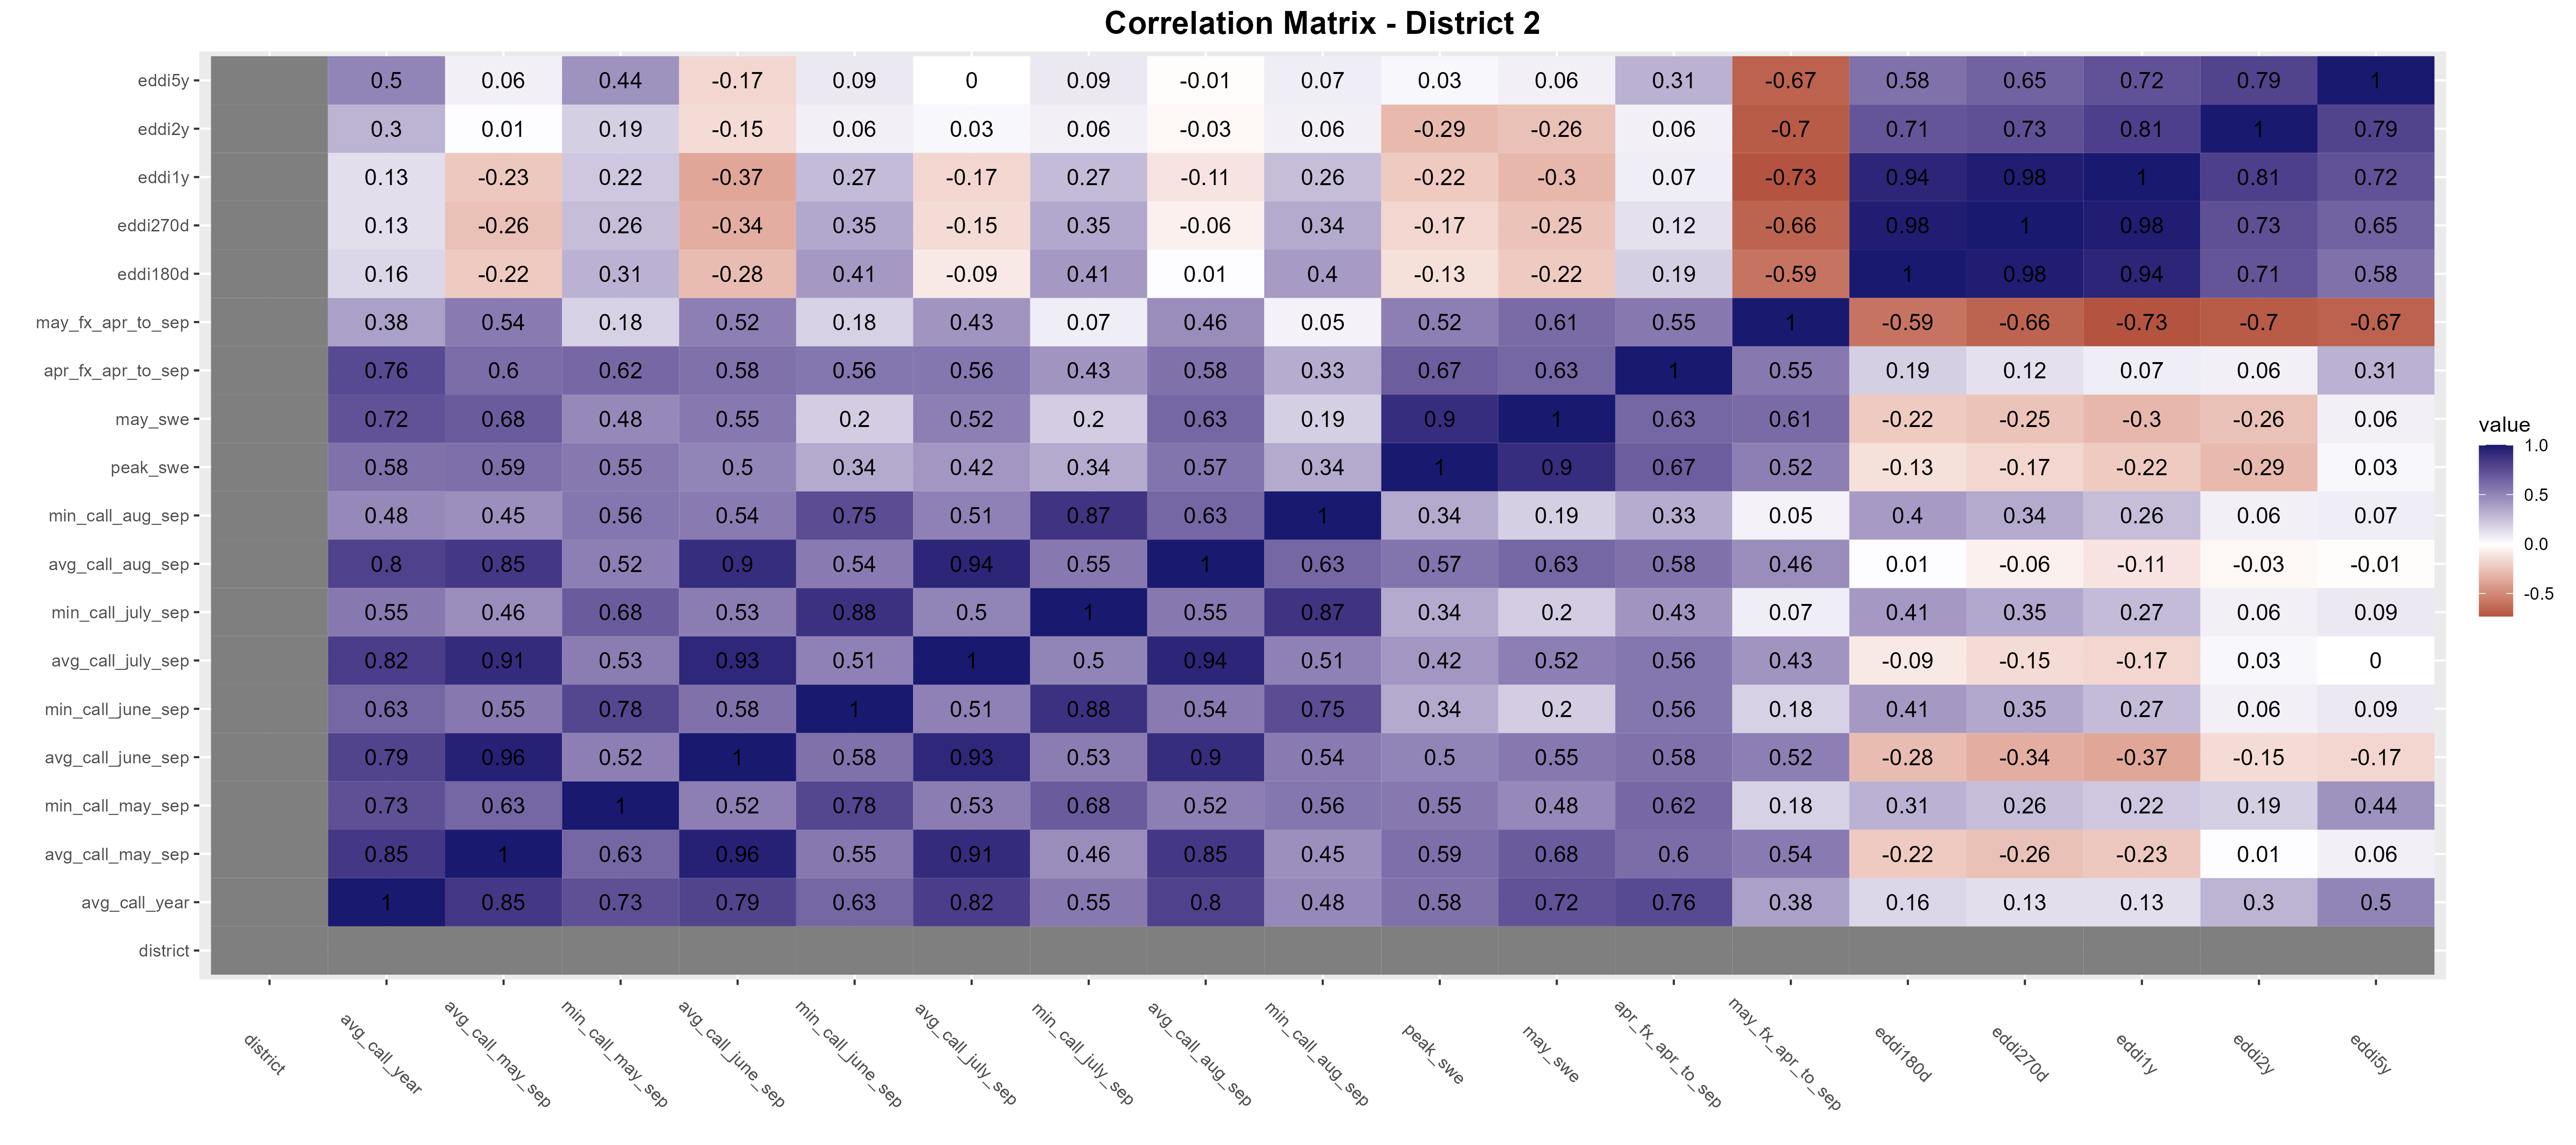 Correlation Matrix - District 2
eddi5y 0.5 0.06 0.44 -0.17 0.09 0 0.09 -0.01 0.07 0.03 0.06 0.31 -0.67 0.58 0.65 0.72 0.79 1
eddi2y 0.3 0.01 0.19 -0.15 0.06 0.03 0.06 -0.03 0.06 -0.29 -0.26 0.06 -0.7 0.71 0.73 0.81 1 0.79
eddi1y 0.13 -0.23 0.22 -0.37 0.27 -0.17 0.27 -0.11 0.26 -0.22 -0.3 0.07 -0.73 0.94 0.98 1 0.81 0.72
eddi270d 0.13 -0.26 0.26 -0.34 0.35 -0.15 0.35 -0.06 0.34 -0.17 -0.25 0.12 -0.66 0.98 1 0.98 0.73 0.65
eddi180d 0.16 -0.22 0.31 -0.28 0.41 -0.09 0.41 0.01 0.4 -0.13 -0.22 0.19 -0.59 1 0.98 0.94 0.71 0.58
may_fx_apr_to_sep 0.38 0.54 0.18 0.52 0.18 0.43 0.07 0.46 0.05 0.52 0.61 0.55 1 -0.59 -0.66 -0.73 -0.7 -0.67
apr_fx_apr_to_sep 0.76 0.6 0.62 0.58 0.56 0.56 0.43 0.58 0.33 0.67 0.63 1 0.55 0.19 0.12 0.07 0.06 0.31
may_swe 0.72 0.68 0.48 0.55 0.2 0.52 0.2 0.63 0.19 0.9 1 0.63 0.61 -0.22 -0.25 -0.3 -0.26 0.06
peak_swe 0.58 0.59 0.55 0.5 0.34 0.42 0.34 0.57 0.34 1 0.9 0.67 0.52 -0.13 -0.17 -0.22 -0.29 0.03
min_call_aug_sep 0.48 0.45 0.56 0.54 0.75 0.51 0.87 0.63 1 0.34 0.19 0.33 0.05 0.4 0.34 0.26 0.06 0.07
avg_call_aug_sep 0.8 0.85 0.52 0.9 0.54 0.94 0.55 1 0.63 0.57 0.63 0.58 0.46 0.01 -0.06 -0.11 -0.03 -0.01
min_call_july_sep 0.55 0.46 0.68 0.53 0.88 0.5 1 0.55 0.87 0.34 0.2 0.43 0.07 0.41 0.35 0.27 0.06 0.09
avg_call_july_sep 0.82 0.91 0.53 0.93 0.51 1 0.5 0.94 0.51 0.42 0.52 0.56 0.43 -0.09 -0.15 -0.17 0.03 0
min_call_june_sep 0.63 0.55 0.78 0.58 1 0.51 0.88 0.54 0.75 0.34 0.2 0.56 0.18 0.41 0.35 0.27 0.06 0.09
avg_call_june_sep 0.79 0.96 0.52 1 0.58 0.93 0.53 0.9 0.54 0.5 0.55 0.58 0.52 -0.28 -0.34 -0.37 -0.15 -0.17
min_call_may_sep 0.73 0.63 1 0.52 0.78 0.53 0.68 0.52 0.56 0.55 0.48 0.62 0.18 0.31 0.26 0.22 0.19 0.44
avg_call_may_sep 0.85 1 0.63 0.96 0.55 0.91 0.46 0.85 0.45 0.59 0.68 0.6 0.54 -0.22 -0.26 -0.23 0.01 0.06
avg_call_year 1 0.85 0.73 0.79 0.63 0.82 0.55 0.8 0.48 0.58 0.72 0.76 0.38 0.16 0.13 0.13 0.3 0.5
district
district avg_call_year avg_call_may_sep min_call_may_sep avg_call_june_sep min_call_june_sep avg_call_july_sep min_call_july_sep avg_call_aug_sep min_call_aug_sep peak_swe may_swe apr_fx_apr_to_sep may_fx_apr_to_sep eddi180d eddi270d eddi1y eddi2y eddi5y
value
1.0
0.5
0.0
-0.5